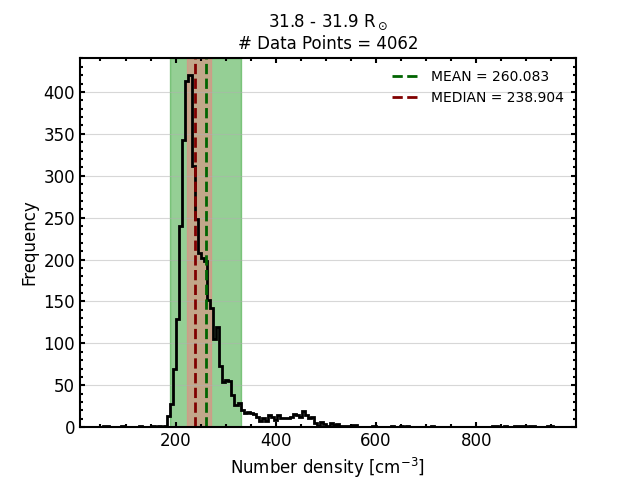 31.8 - 31.9 R⊙
# Data Points = 4062
MEAN = 260.083
MEDIAN = 238.904
Frequency
400
350
300
250
200
150
100
50
0
200 400 600 800
Number density [cm⁻³]